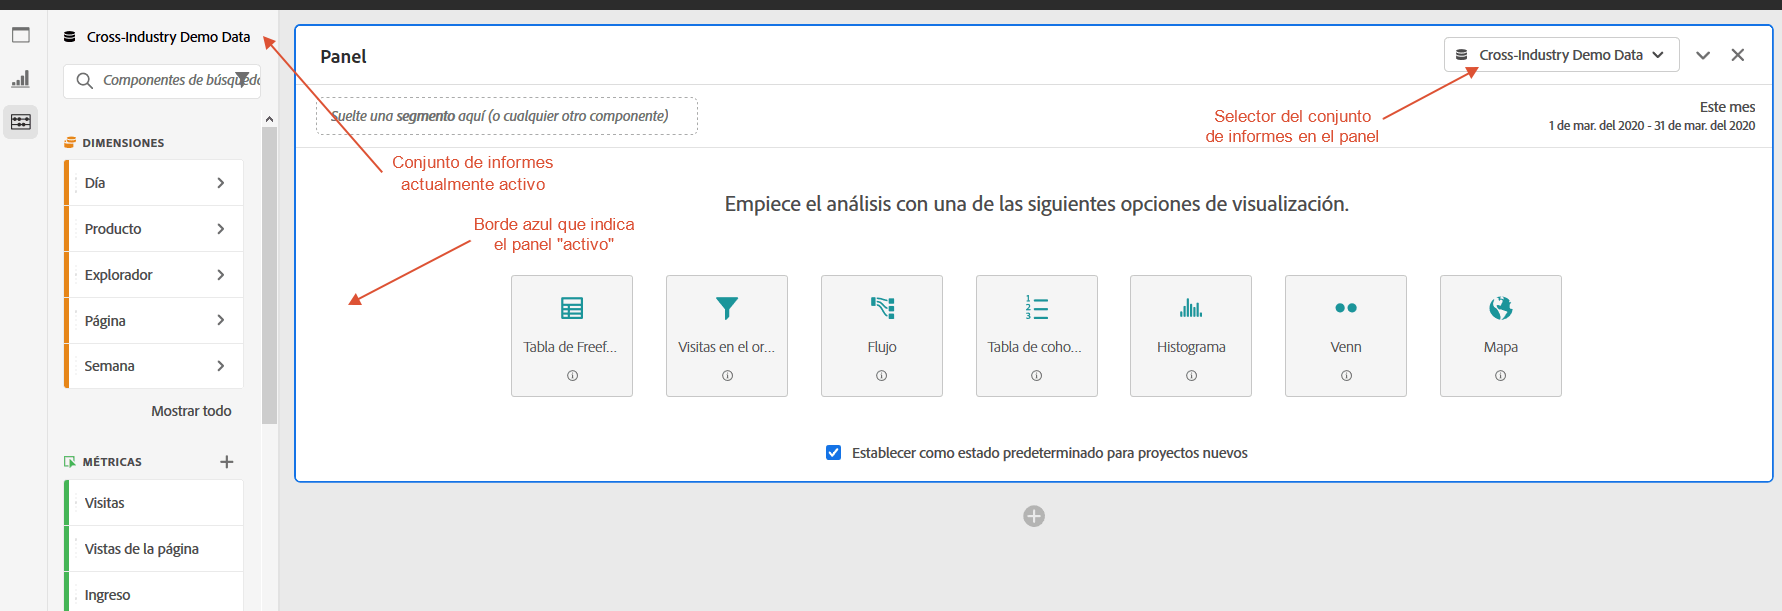 Cross-Industry Demo Data
Componentes de búsqued
DIMENSIONES
Día
Producto
Explorador
Página
Semana
Mostrar todo
MÉTRICAS
Visitas
Vistas de la página
Ingreso
Panel
Cross-Industry Demo Data
Suelte una segmento aquí (o cualquier otro componente)
Selector del conjunto
de informes en el panel
Este mes
1 de mar. del 2020 - 31 de mar. del 2020
Conjunto de informes
actualmente activo
Borde azul que indica
el panel "activo"
Empiece el análisis con una de las siguientes opciones de visualización.
Tabla de Freef...
Visitas en el or...
Flujo
Tabla de coho...
Histograma
Venn
Mapa
Establecer como estado predeterminado para proyectos nuevos